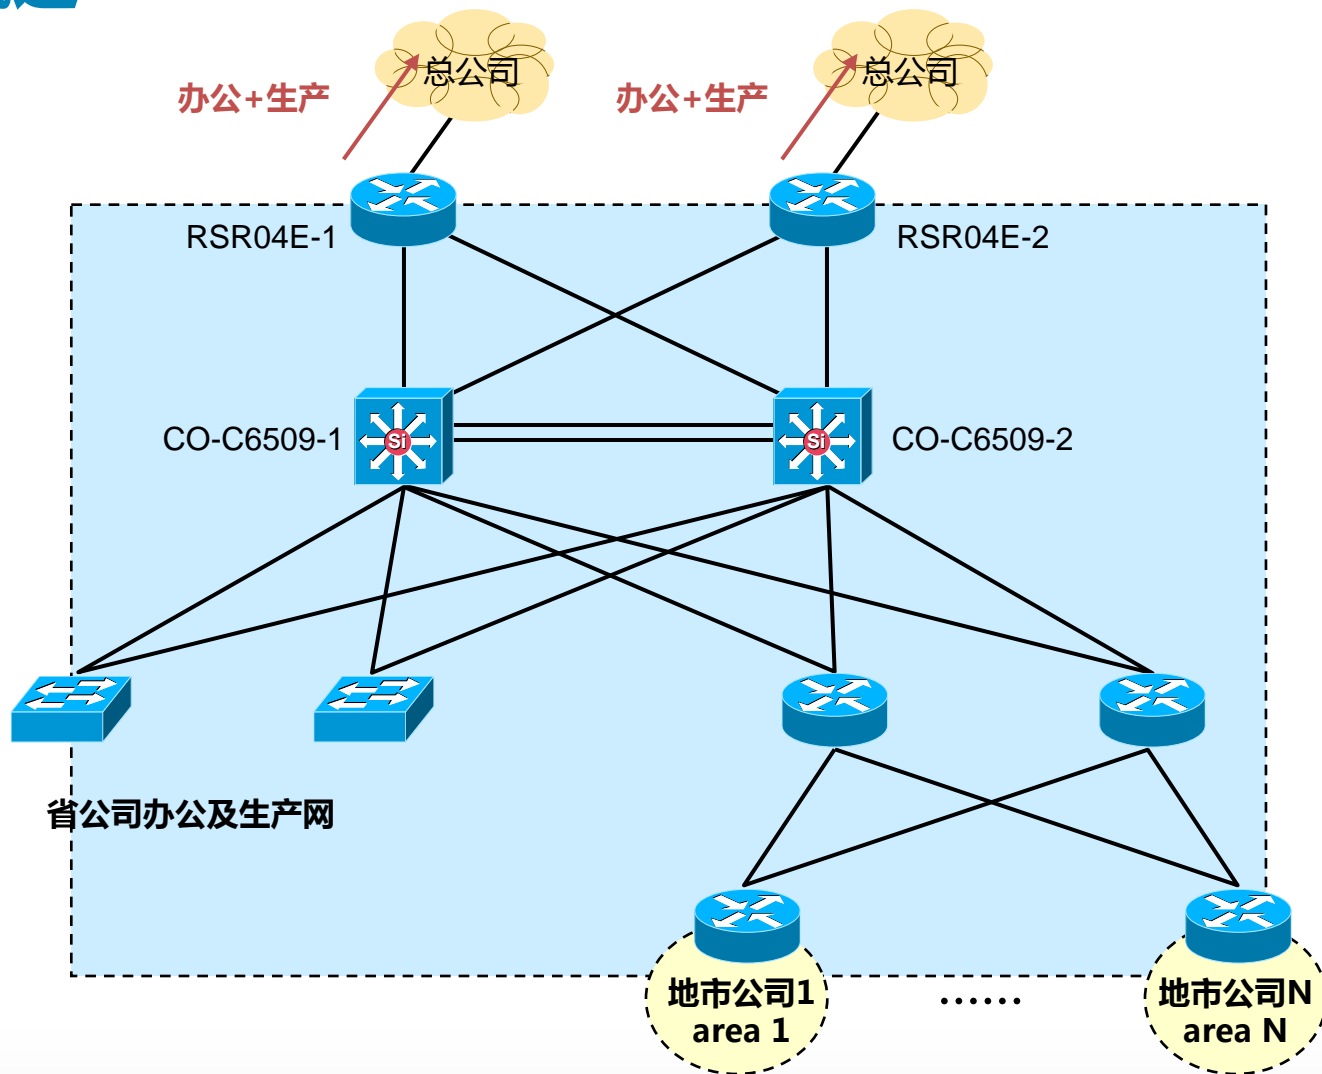 总公司
总公司
办公+生产
办公+生产
RSR04E-1
RSR04E-2
CO-C6509-1
Si
Si
CO-C6509-2
省公司办公及生产网
地市公司1
area 1
······
地市公司N
area N